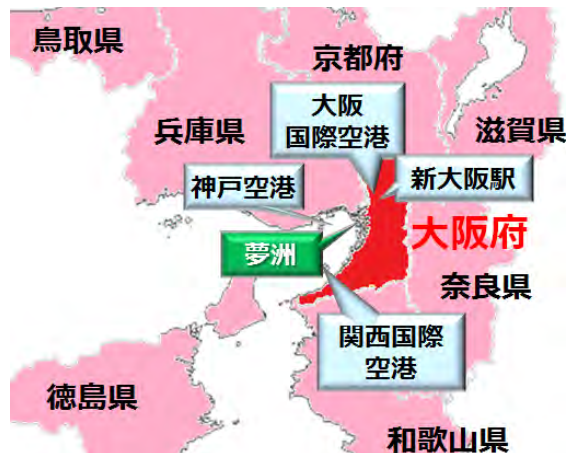 鳥取県
京都府
大阪
国際空港
兵庫県
滋賀県
神戸空港
新大阪駅
夢洲
大阪府
奈良県
関西国際
空港
徳島県
和歌山県